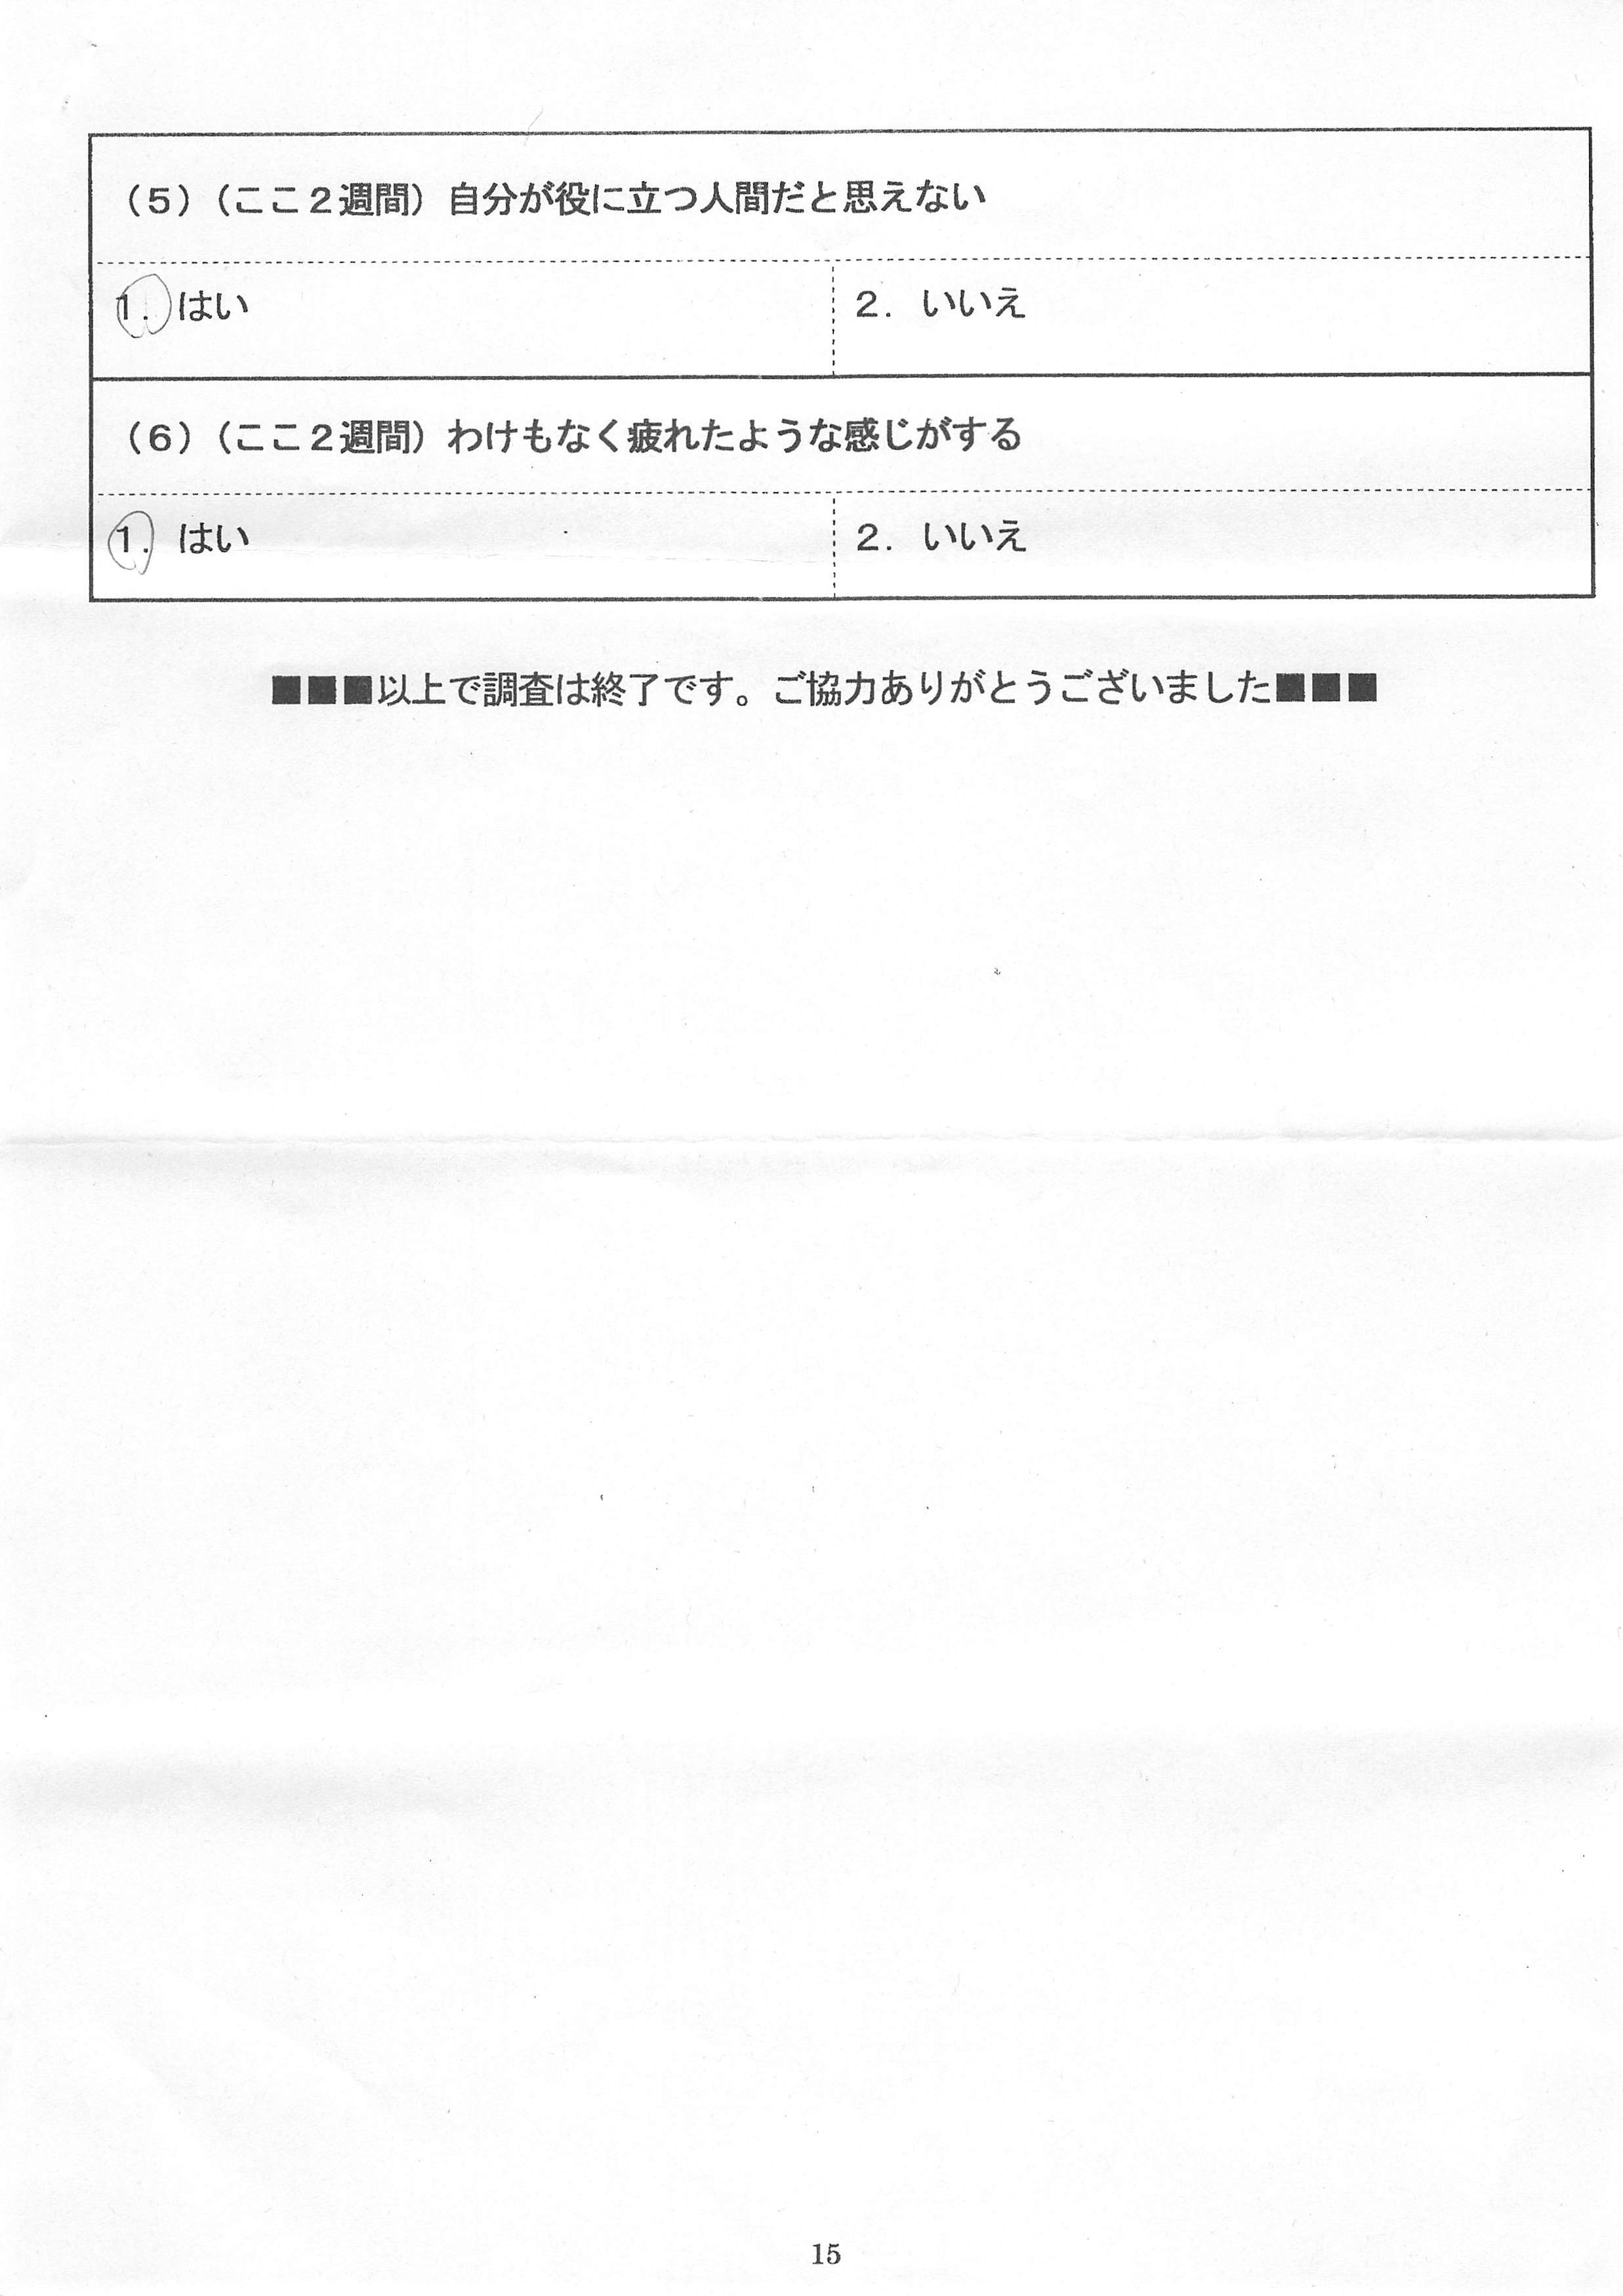 （５）（ここ２週間）自分が役に立つ人間だと思えない
１．はい
２．いいえ
（６）（ここ２週間）わけもなく疲れたような感じがする
１．はい
２．いいえ
■■■以上で調査は終了です。ご協力ありがとうございました■■■
15